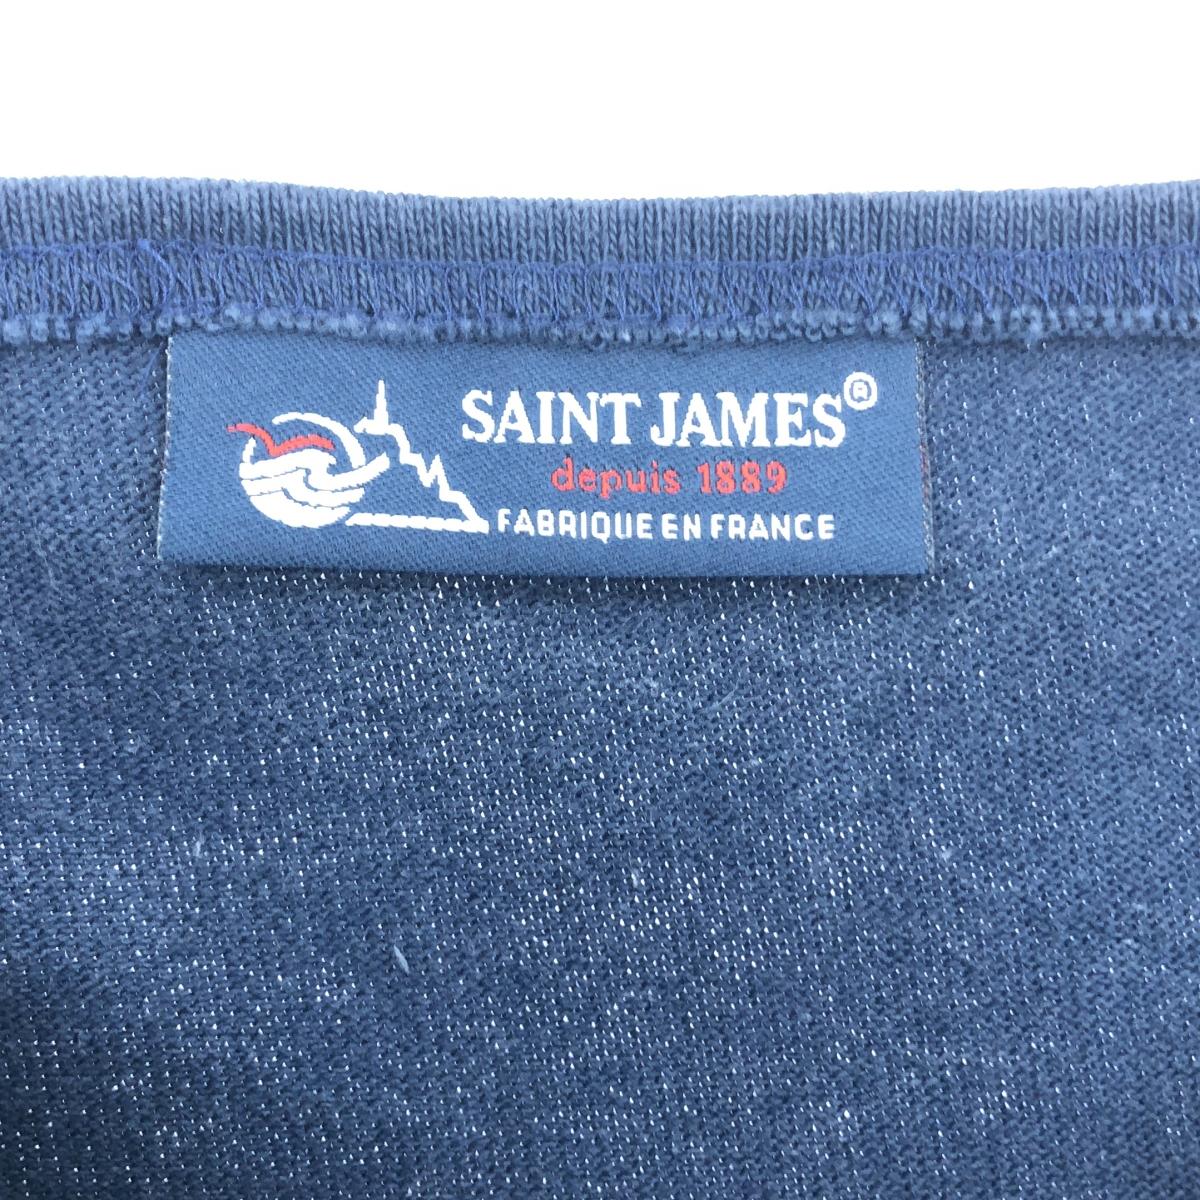 SAINT JAMES®
depuis 1889
FABRIQUE EN FRANCE